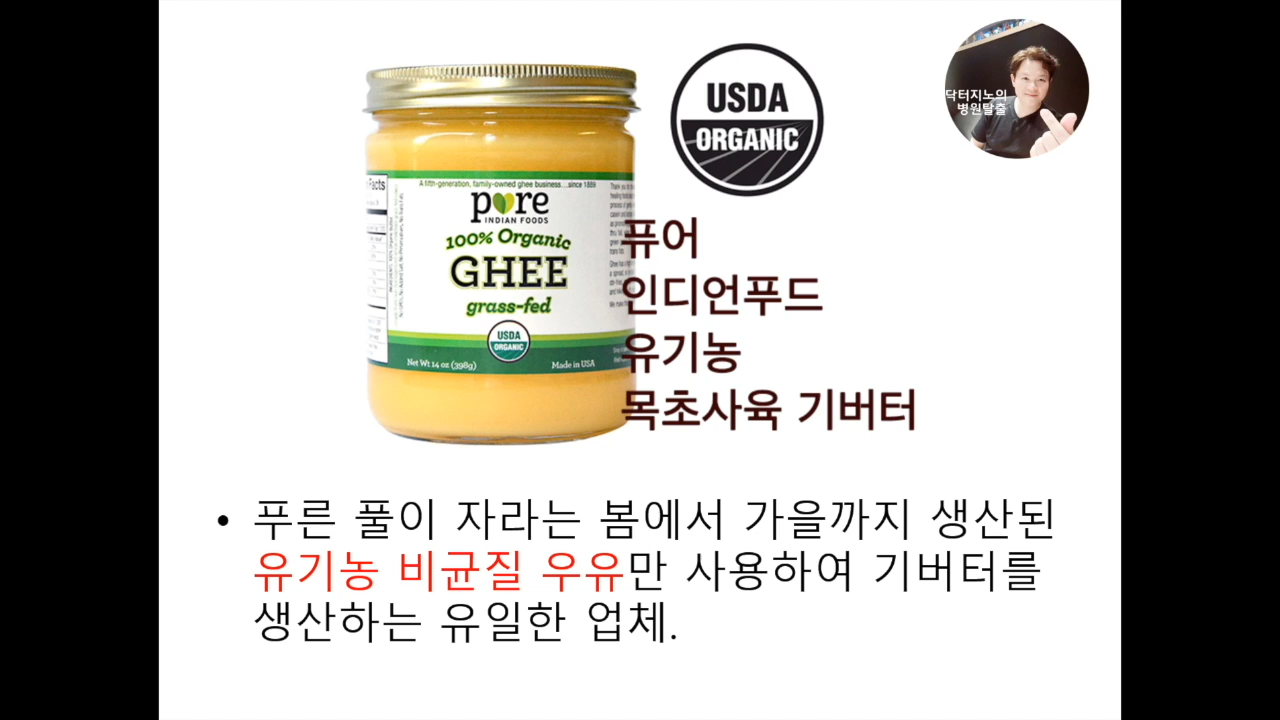 USDA
ORGANIC
닥터지노의
병원탈출
Facts
A fifth-generation, family-owned ghee business ... since 1889
pure
INDIAN FOODS
100% Organic
GHEE
grass-fed
USDA
ORGANIC
Net Wt 14 oz (398g)
Made in USA
퓨어
인디언푸드
유기농
목초사육 기버터
• 푸른 풀이 자라는 봄에서 가을까지 생산된
유기농 비균질 우유만 사용하여 기버터를
생산하는 유일한 업체.